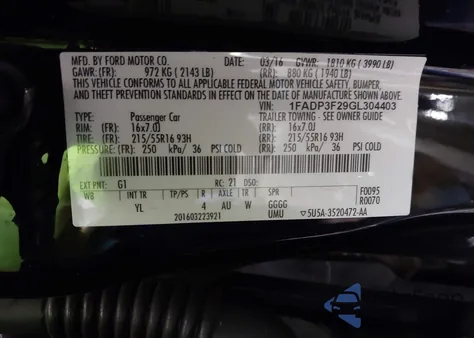 MFD. BY FORD MOTOR CO. DATE: 03/16 GVWR: 1810 KG ( 3990 LB)
GAWR: (FR): 972 KG ( 2143 LB) (RR): 880 KG ( 1940 LB)
THIS VEHICLE CONFORMS TO ALL APPLICABLE FEDERAL MOTOR VEHICLE SAFETY, BUMPER,
AND THEFT PREVENTION STANDARDS IN EFFECT ON THE DATE OF MANUFACTURE SHOWN ABOVE.
VIN: 1FADP3F29GL304403
TYPE: Passenger Car TRAILER TOWING - SEE OWNER GUIDE
RIM: (FR): 16x7.0J (RR): 16x7.0J
TIRE: (FR): 215/55R16 93H (RR): 215/55R16 93H
PRESSURE: (FR): 250 kPa/ 36 PSI COLD (RR): 250 kPa/ 36 PSI COLD
EXT PNT: G1 RC: 21 DSO:
WB INT TR TP/PS R AXLE TR SPR F0095
YL 4 AU W GGGG R0070
201603223921 UMU ▽5U5A-3520472-AA